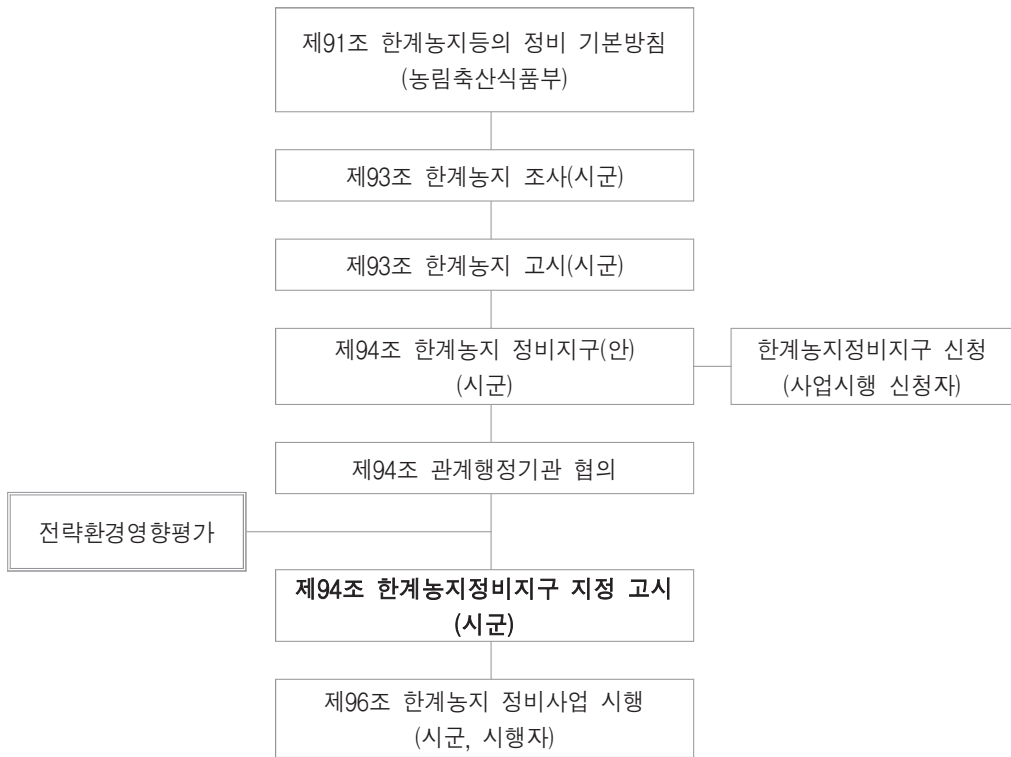 제91조 한계농지등의 정비 기본방침
(농림축산식품부)
제93조 한계농지 조사(시군)
제93조 한계농지 고시(시군)
제94조 한계농지 정비지구(안)
(시군)
한계농지정비지구 신청
(사업시행 신청자)
제94조 관계행정기관 협의
전략환경영향평가
제94조 한계농지정비지구 지정 고시
(시군)
제96조 한계농지 정비사업 시행
(시군, 시행자)